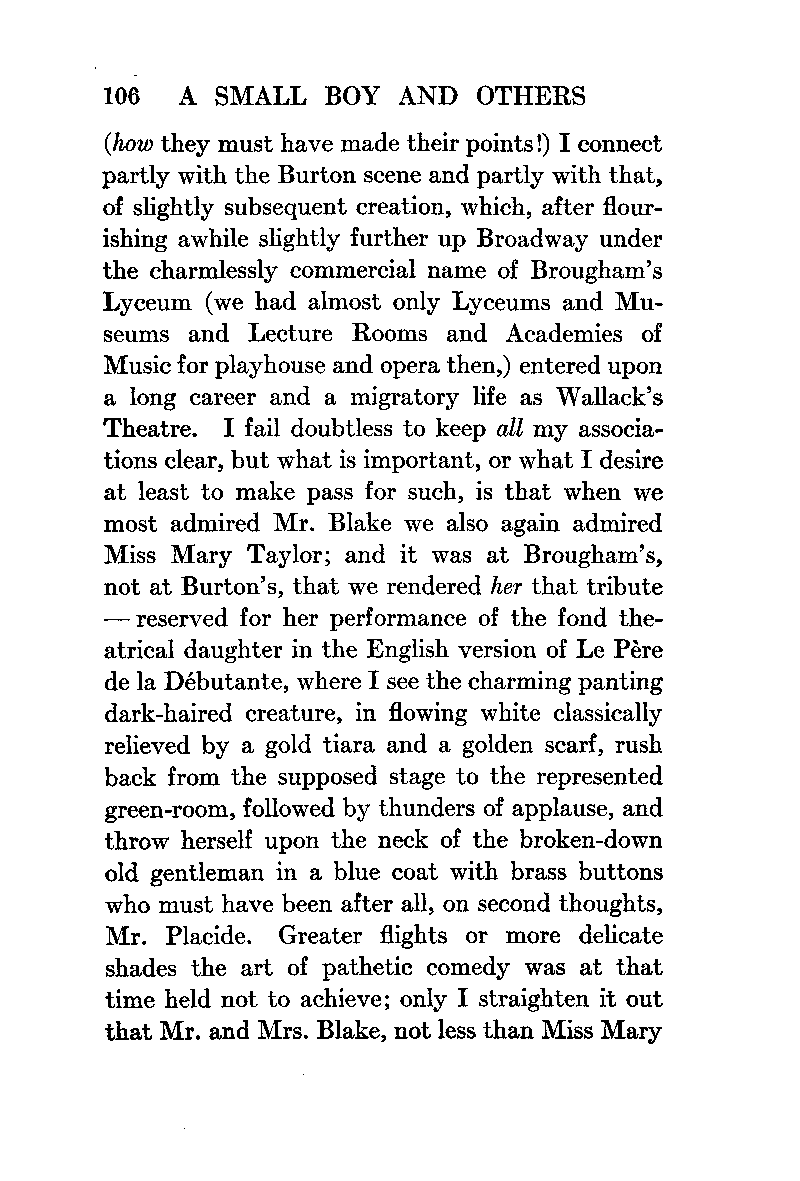 106 A SMALL BOY AND OTHERS
(how they must have made their points!) I connect
partly with the Burton scene and partly with that,
of slightly subsequent creation, which, after flour-
ishing awhile slightly further up Broadway under
the charmlessly commercial name of Brougham's
Lyceum (we had almost only Lyceums and Mu-
seums and Lecture Rooms and Academies of
Music for playhouse and opera then,) entered upon
a long career and a migratory life as Wallack's
Theatre. I fail doubtless to keep all my associa-
tions clear, but what is important, or what I desire
at least to make pass for such, is that when we
most admired Mr. Blake we also again admired
Miss Mary Taylor; and it was at Brougham's,
not at Burton's, that we rendered her that tribute
— reserved for her performance of the fond the-
atrical daughter in the English version of Le Père
de la Débutante, where I see the charming panting
dark-haired creature, in flowing white classically
relieved by a gold tiara and a golden scarf, rush
back from the supposed stage to the represented
green-room, followed by thunders of applause, and
throw herself upon the neck of the broken-down
old gentleman in a blue coat with brass buttons
who must have been after all, on second thoughts,
Mr. Placide. Greater flights or more delicate
shades the art of pathetic comedy was at that
time held not to achieve; only I straighten it out
that Mr. and Mrs. Blake, not less than Miss Mary